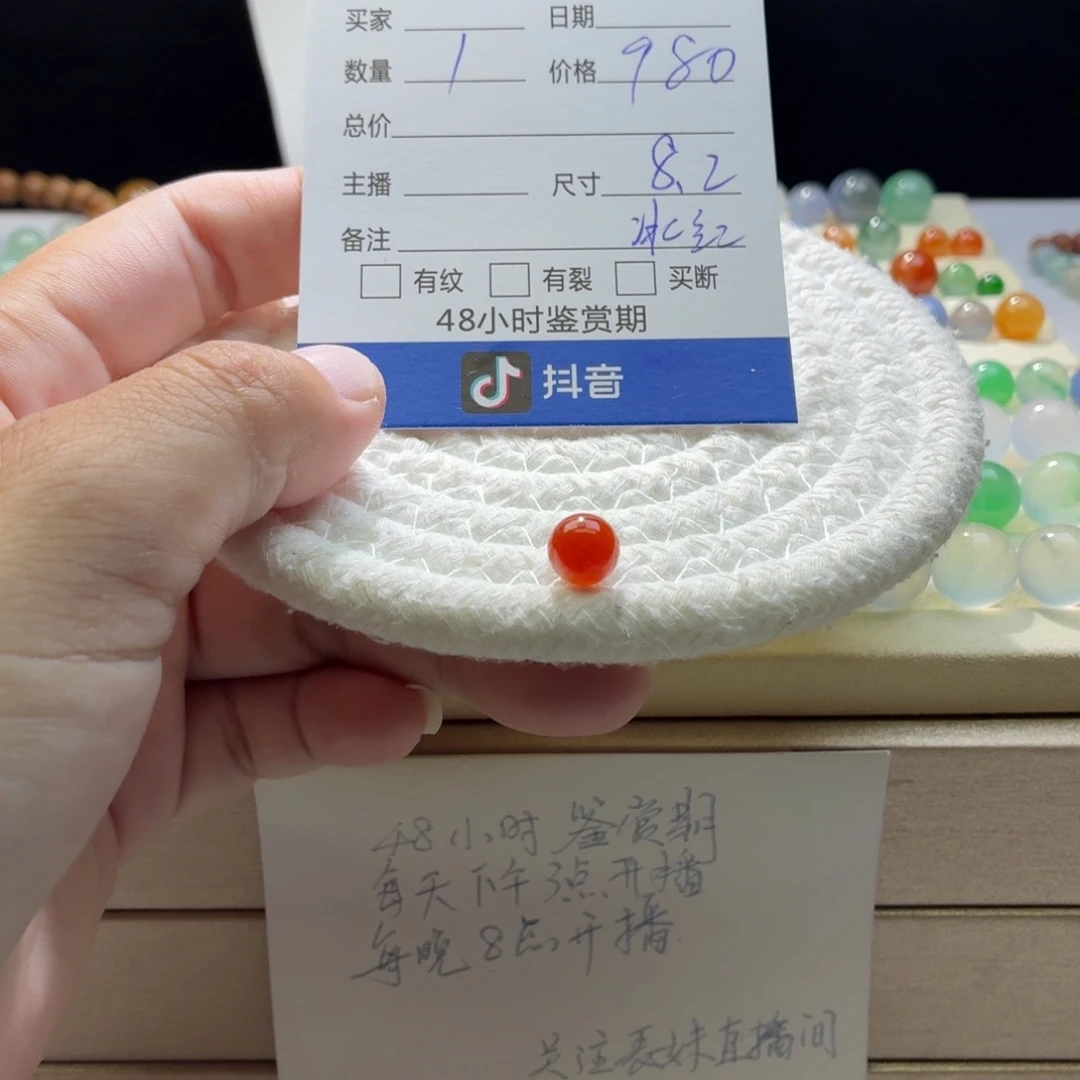 买家 日期
数量 1 价格 980
总价
主播 尺寸 8.2
备注 冰红
有纹 有裂 买断
48小时鉴赏期
抖音
48小时鉴赏期
每天下午3点开播
每晚8点开播
关注表妹直播间